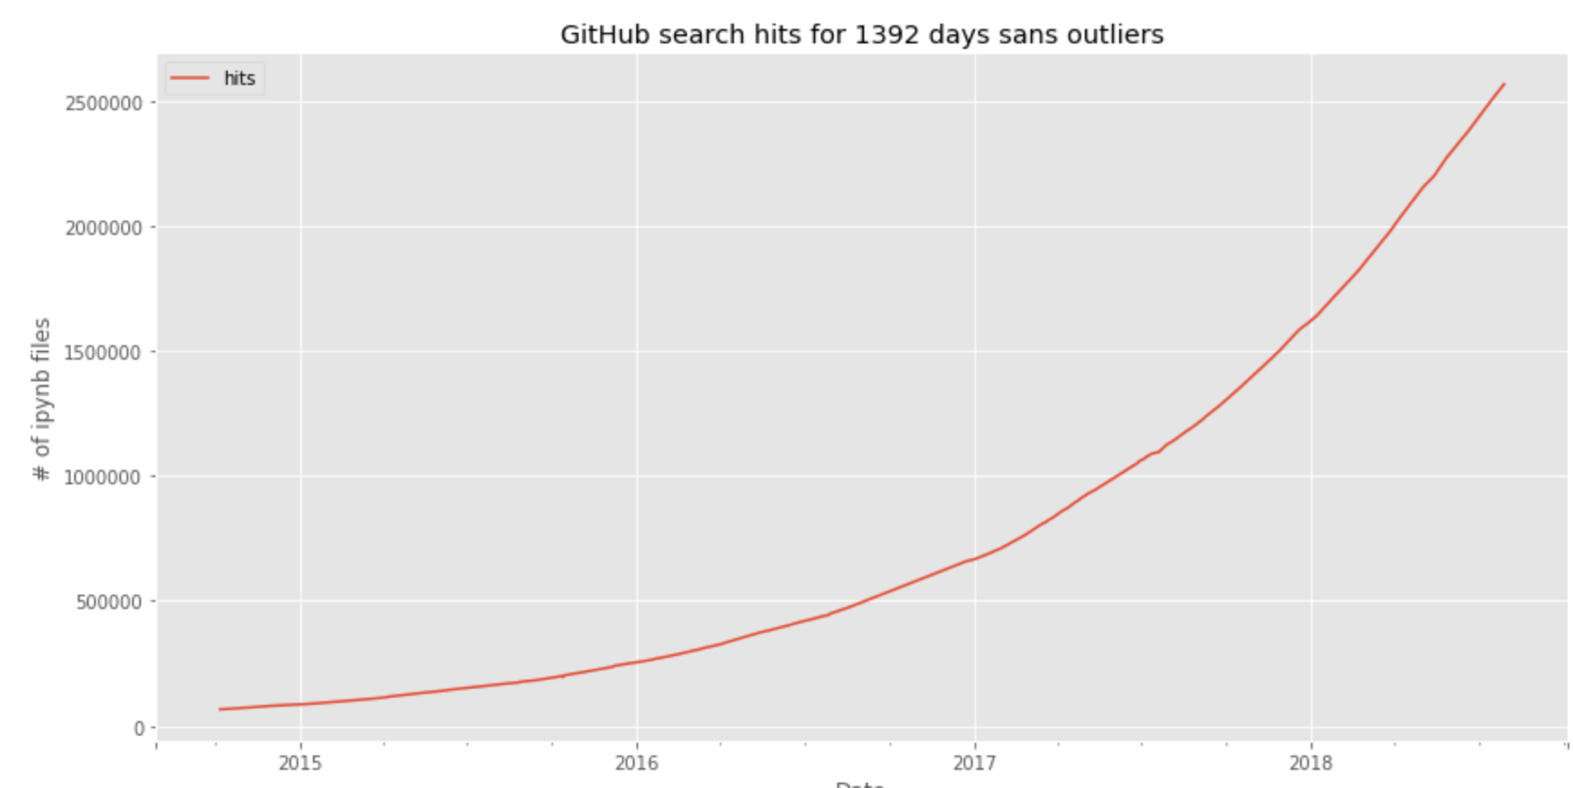 GitHub search hits for 1392 days sans outliers
hits
2500000
2000000
1500000
1000000
500000
0
# of ipynb files
2015 2016 2017 2018